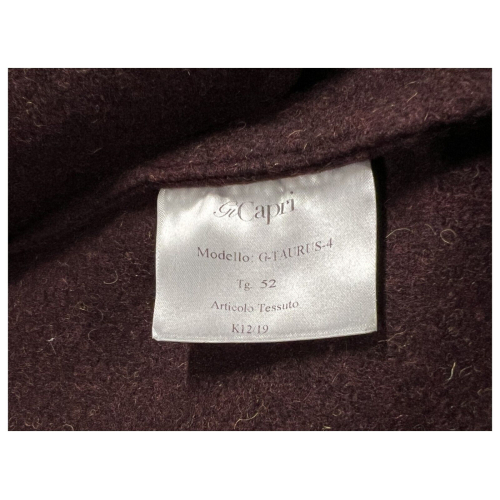 GiCapri
Modello: G-TAURUS-4
Tg. 52
Articolo Tessuto
K12/19